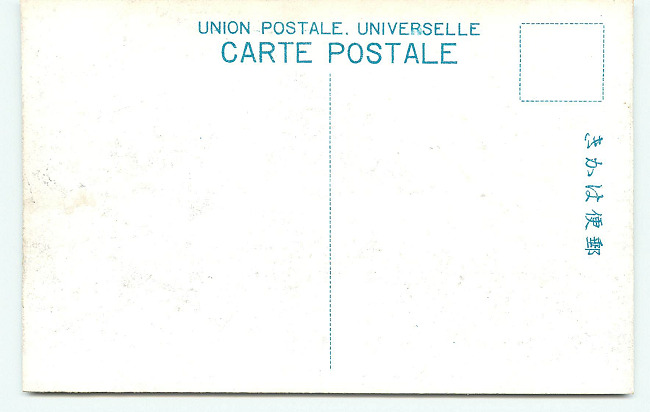 UNION POSTALE. UNIVERSELLE
CARTE POSTALE
郵便はかき